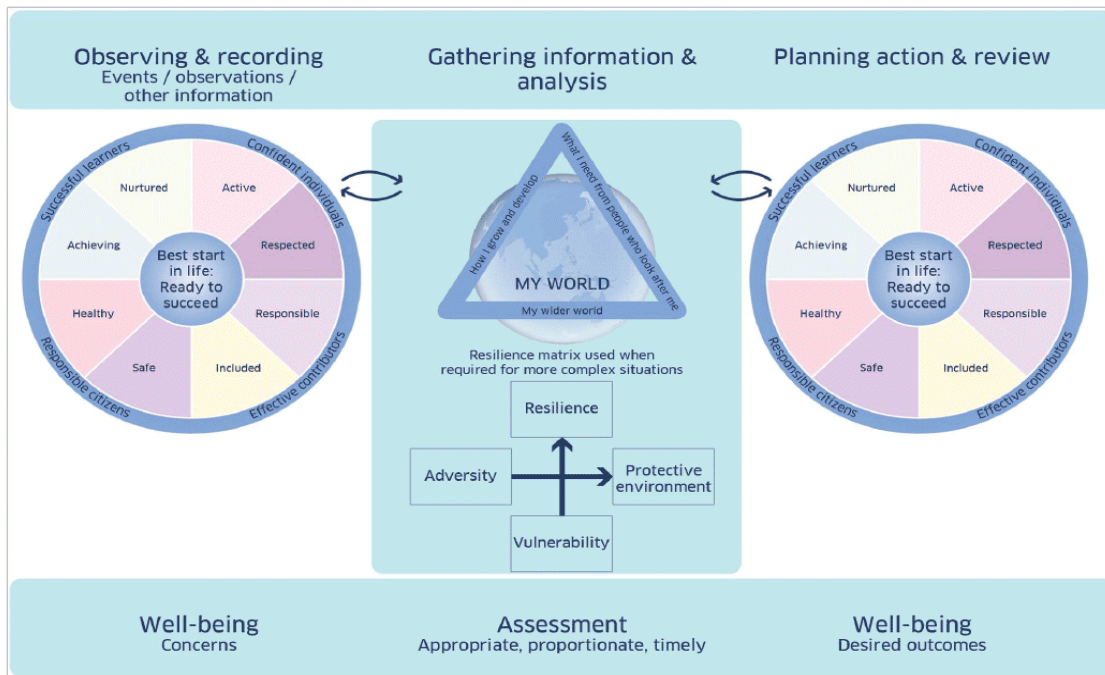 Observing & recording
Events / observations /
other information
Gathering information &
analysis
Planning action & review
Successful learners
Confident individuals
Nurtured
Active
Achieving
Respected
Best start
in life:
Ready to
succeed
Healthy
Responsible
Safe
Included
Responsible citizens
Effective contributors
How I grow and develop
What I need from people who look after me
MY WORLD
My wider world
Resilience matrix used when
required for more complex situations
Resilience
Adversity
Protective
environment
Vulnerability
Successful learners
Confident individuals
Nurtured
Active
Achieving
Respected
Best start
in life:
Ready to
succeed
Healthy
Responsible
Safe
Included
Responsible citizens
Effective contributors
Well-being
Concerns
Assessment
Appropriate, proportionate, timely
Well-being
Desired outcomes